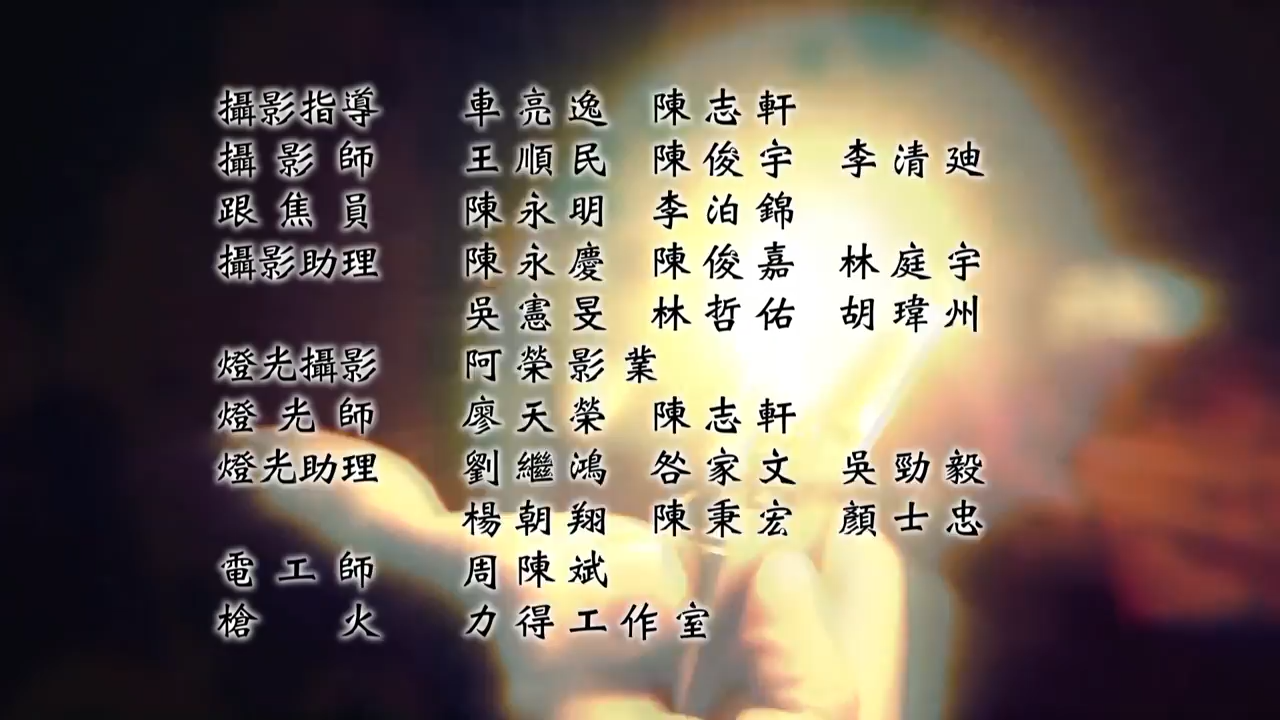 攝影指導 車亮逸 陳志軒
攝影師 王順民 陳俊宇 李清廸
跟焦員 陳永明 李泊錦
攝影助理 陳永慶 陳俊嘉 林庭宇
吳憲旻 林哲佑 胡瑋州
燈光攝影 阿榮影業
燈光師 廖天榮 陳志軒
燈光助理 劉繼鴻 咎家文 吳勁毅
楊朝翔 陳秉宏 顏士忠
電工師 周陳斌
槍火 力得工作室